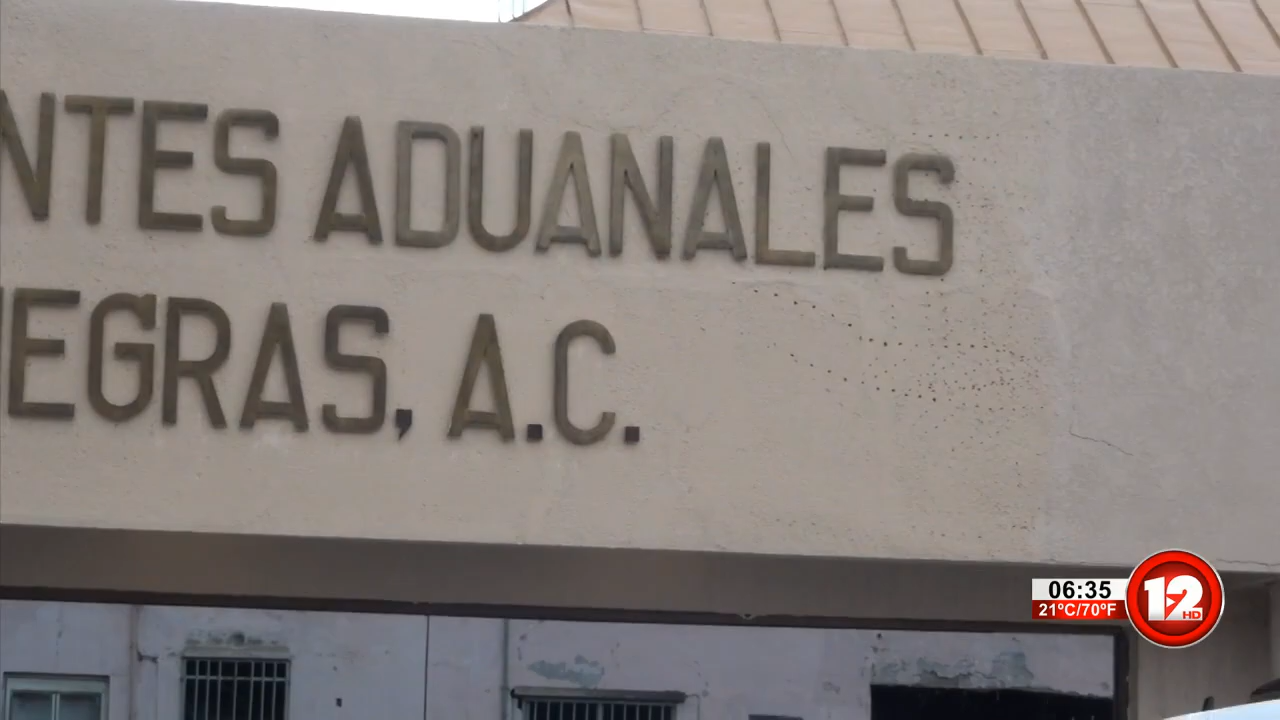 NTES ADUANALES
EGRAS, A.C.
06:35
21°C/70°F
12
HD